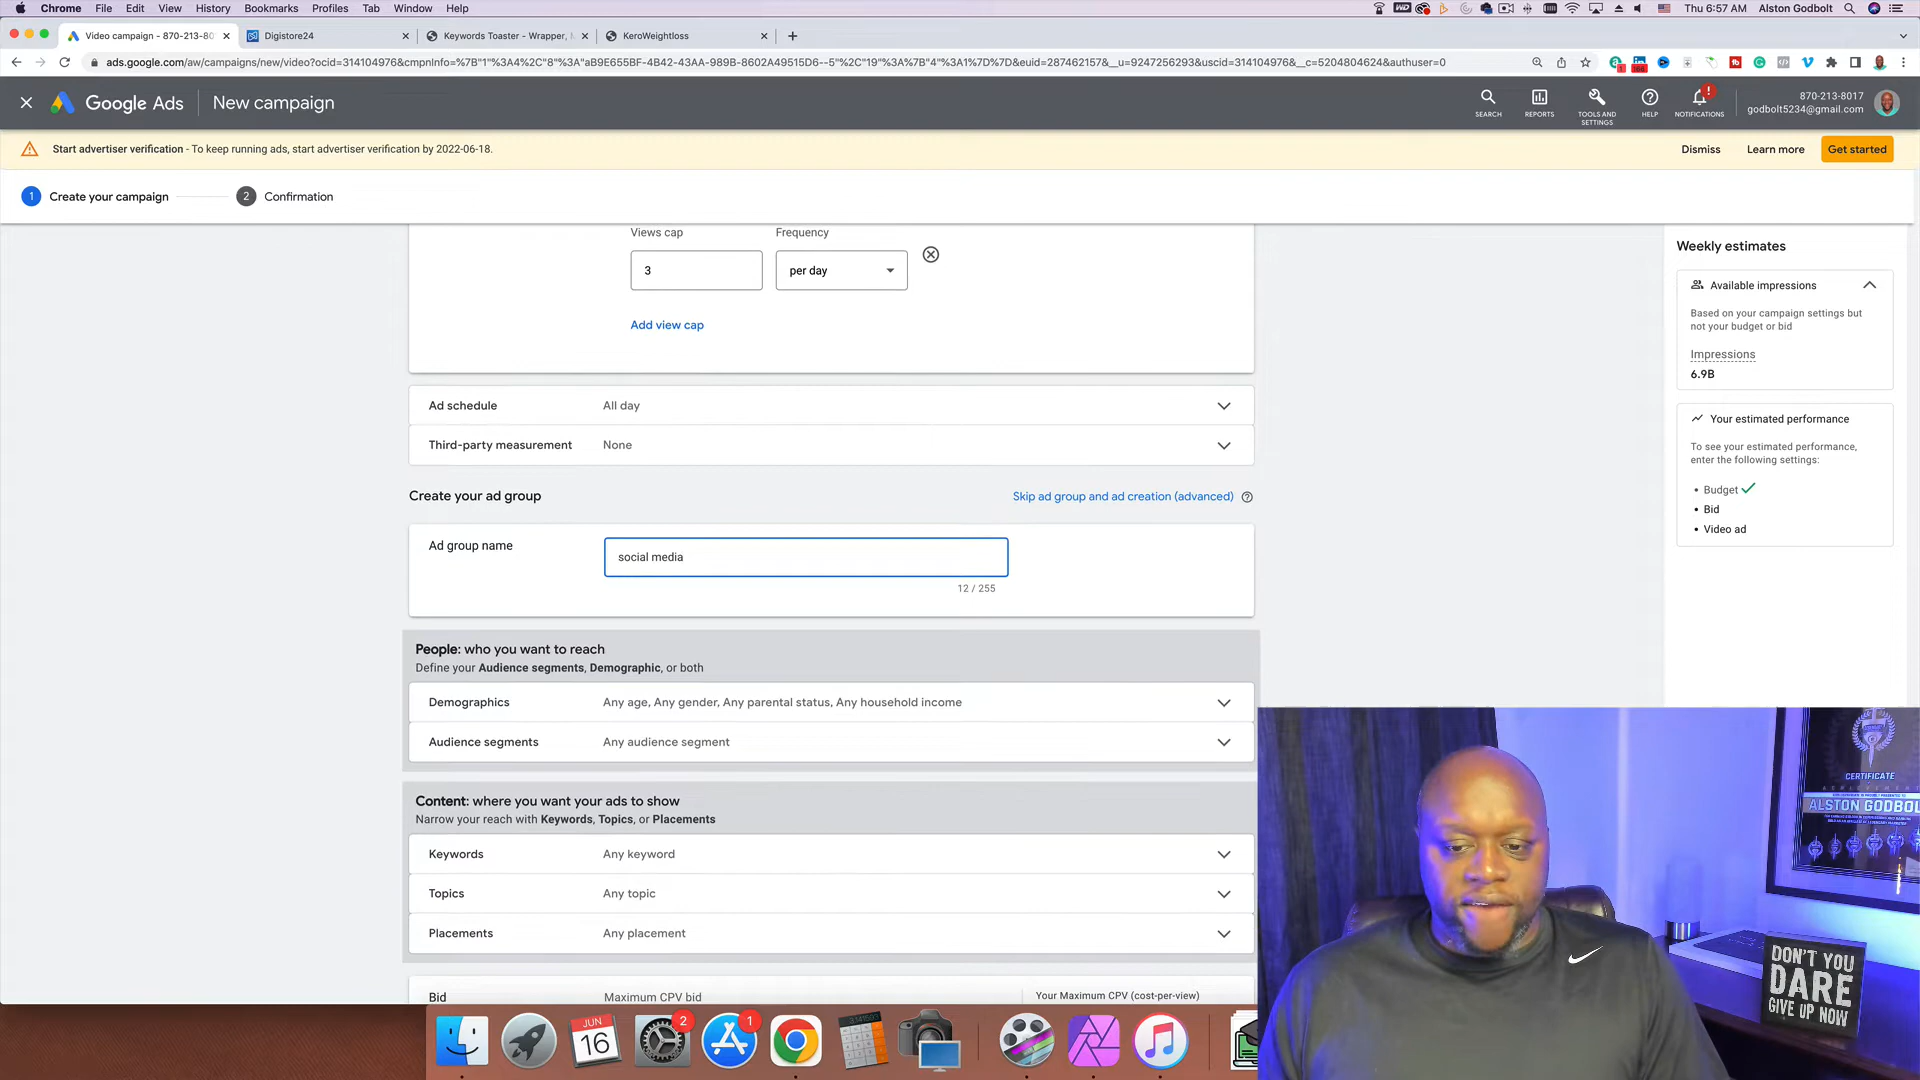 Chrome File Edit View History Bookmarks Profiles Tab Window Help
Thu 6:57 AM Alston Godbolt
Video campaign - 870-213-80
Digistore24
Keywords Toaster - Wrapper, M
KeroWeightloss
ads.google.com/aw/campaigns/new/video?ocid=314104976&cmpnInfo=%7B"1"%3A4%2C"8"%3A"aB9E655BF-4B42-43AA-989B-8602A49515D6--5"%2C"19"%3A%7B"4"%3A1%7D%7D&euid=287462157&__u=9247256293&uscid=314104976&__c=5204804624&authuser=0
Google Ads New campaign
SEARCH
REPORTS
TOOLS AND SETTINGS
HELP
NOTIFICATIONS
870-213-8017
godbolt5234@gmail.com
Start advertiser verification - To keep running ads, start advertiser verification by 2022-06-18.
Dismiss
Learn more
Get started
1 Create your campaign
2 Confirmation
Views cap
Frequency
3
per day
Add view cap
Ad schedule All day
Third-party measurement None
Create your ad group
Skip ad group and ad creation (advanced)
Ad group name
social media
12 / 255
People: who you want to reach
Define your Audience segments, Demographic, or both
Demographics Any age, Any gender, Any parental status, Any household income
Audience segments Any audience segment
Content: where you want your ads to show
Narrow your reach with Keywords, Topics, or Placements
Keywords Any keyword
Topics Any topic
Placements Any placement
Bid Maximum CPV bid
Your Maximum CPV (cost-per-view)
Weekly estimates
Available impressions
Based on your campaign settings but
not your budget or bid
Impressions
6.9B
Your estimated performance
To see your estimated performance,
enter the following settings:
• Budget
• Bid
• Video ad
CERTIFICATE
ALSTON GODBOL
DON'T YOU
DARE
GIVE UP NOW
JUN
16
2
1